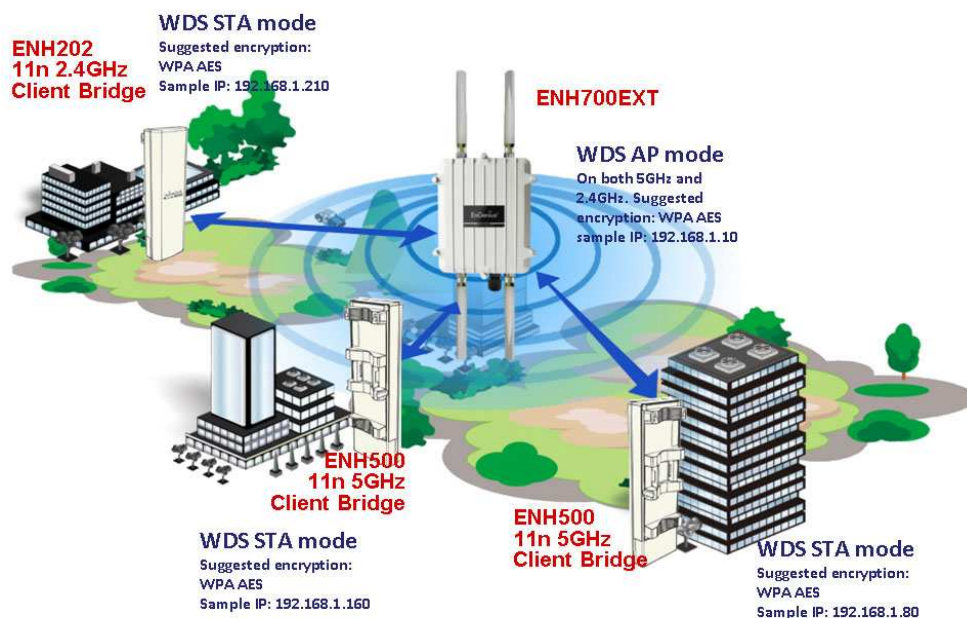 WDS STA mode
Suggested encryption:
WPA AES
Sample IP: 192.168.1.210
ENH202
11n 2.4GHz
Client Bridge
ENH700EXT
WDS AP mode
On both 5GHz and
2.4GHz. Suggested
encryption: WPA AES
sample IP: 192.168.1.10
EnGenius
ENH500
11n 5GHz
Client Bridge
WDS STA mode
Suggested encryption:
WPA AES
Sample IP: 192.168.1.160
ENH500
11n 5GHz
Client Bridge
WDS STA mode
Suggested encryption:
WPA AES
Sample IP: 192.168.1.80